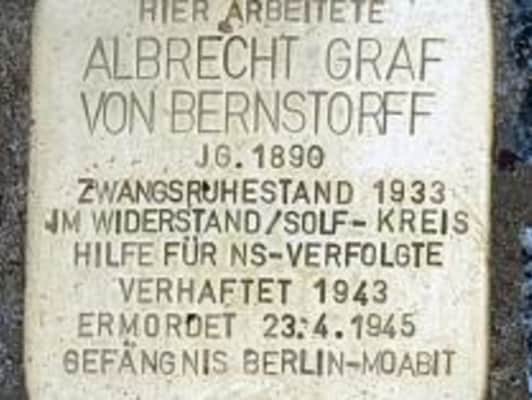 HIER ARBEITETE
ALBRECHT GRAF
VON BERNSTORFF
JG. 1890
ZWANGSRUHESTAND 1933
IM WIDERSTAND/SOLF-KREIS
HILFE FÜR NS-VERFOLGTE
VERHAFTET 1943
ERMORDET 23.4.1945
GEFÄNGNIS BERLIN-MOABIT